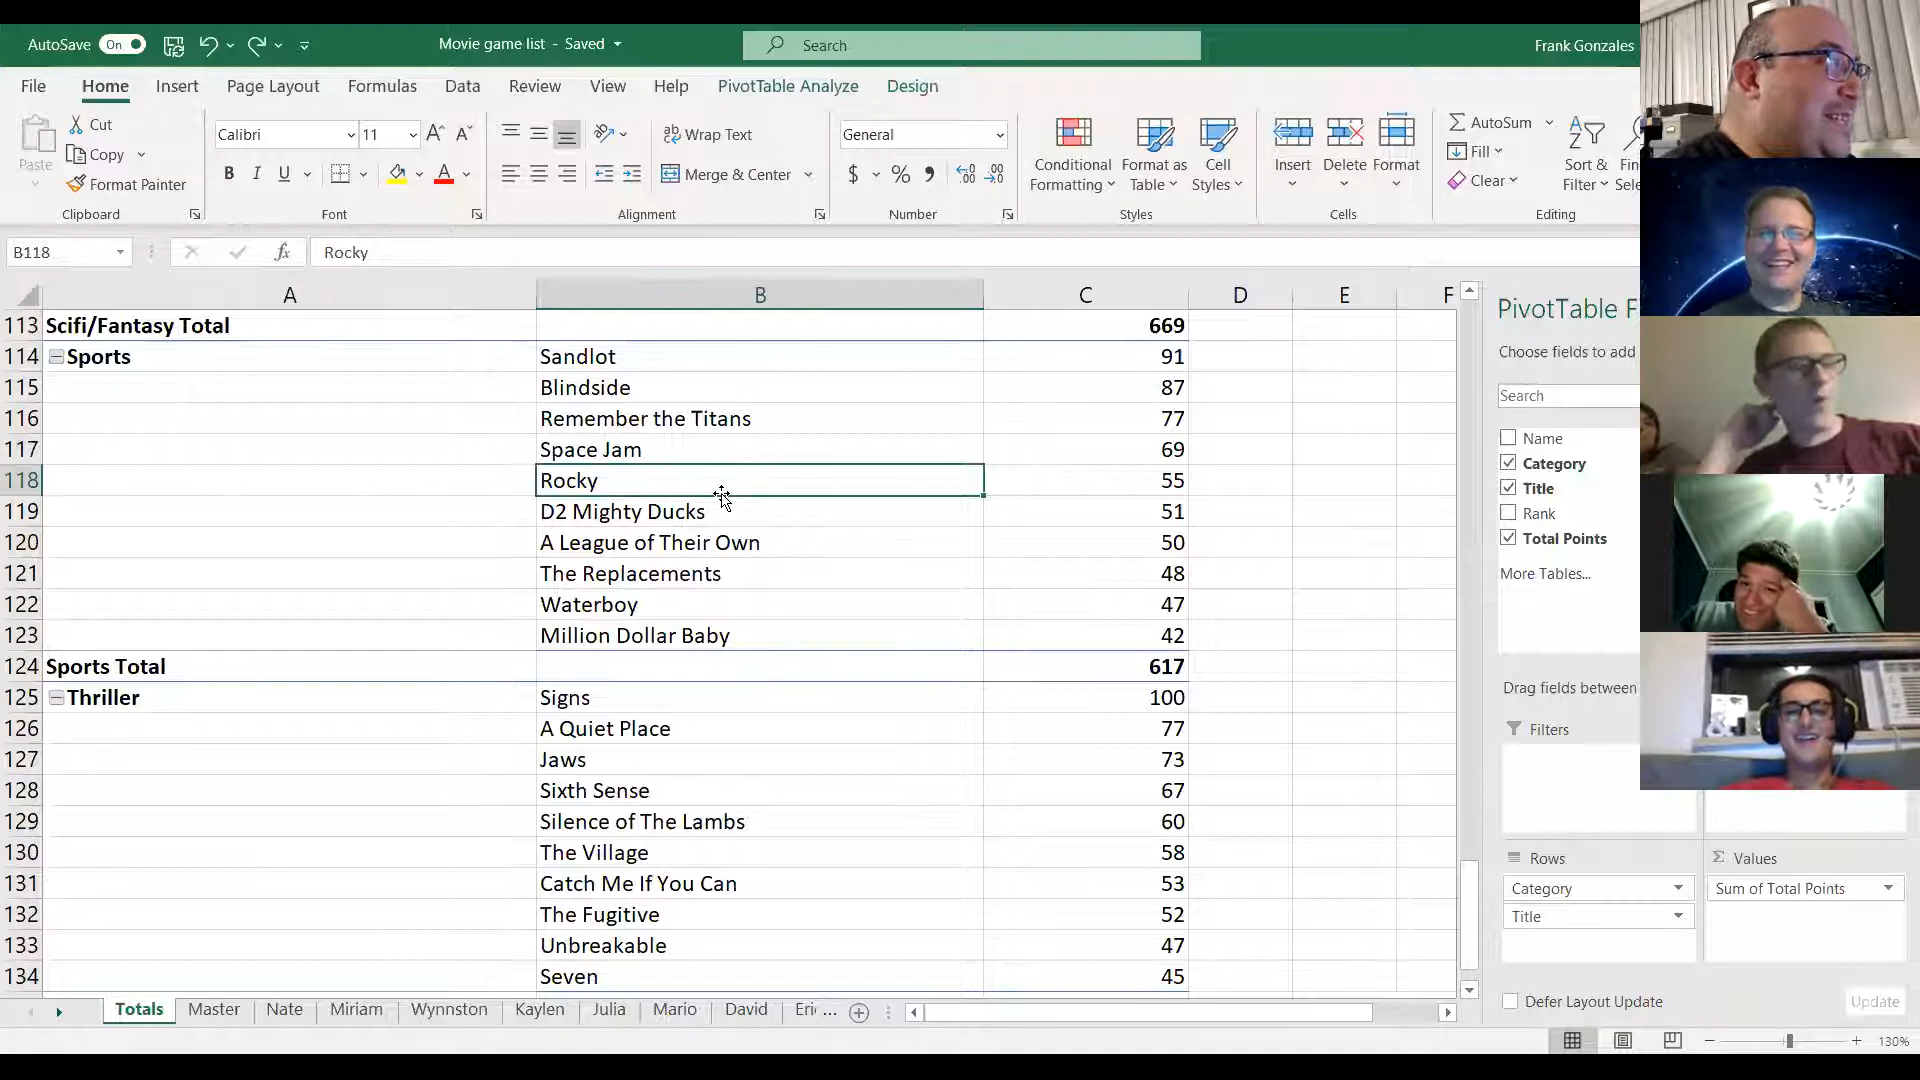 AutoSave On Movie game list - Saved Search Frank Gonzales
File Home Insert Page Layout Formulas Data Review View Help PivotTable Analyze Design
Paste
Cut
Copy
Format Painter
Clipboard
Calibri 11
B I U
Font
Wrap Text
Merge & Center
Alignment
General
$ % 9
Number
Conditional Formatting
Format as Table
Cell Styles
Styles
Insert Delete Format
Cells
AutoSum
Fill
Clear
Sort & Filter
Editing
B118 fx Rocky
A B C D E F
113 Scifi/Fantasy Total 669
114 Sports Sandlot 91
115 Blindside 87
116 Remember the Titans 77
117 Space Jam 69
118 Rocky 55
119 D2 Mighty Ducks 51
120 A League of Their Own 50
121 The Replacements 48
122 Waterboy 47
123 Million Dollar Baby 42
124 Sports Total 617
125 Thriller Signs 100
126 A Quiet Place 77
127 Jaws 73
128 Sixth Sense 67
129 Silence of The Lambs 60
130 The Village 58
131 Catch Me If You Can 53
132 The Fugitive 52
133 Unbreakable 47
134 Seven 45
PivotTable F
Choose fields to add
Search
Name
Category
Title
Rank
Total Points
More Tables...
Drag fields between
Filters
Rows
Category
Title
Σ Values
Sum of Total Points
Defer Layout Update Update
Totals Master Nate Miriam Wynnston Kaylen Julia Mario David Eri ...
130%